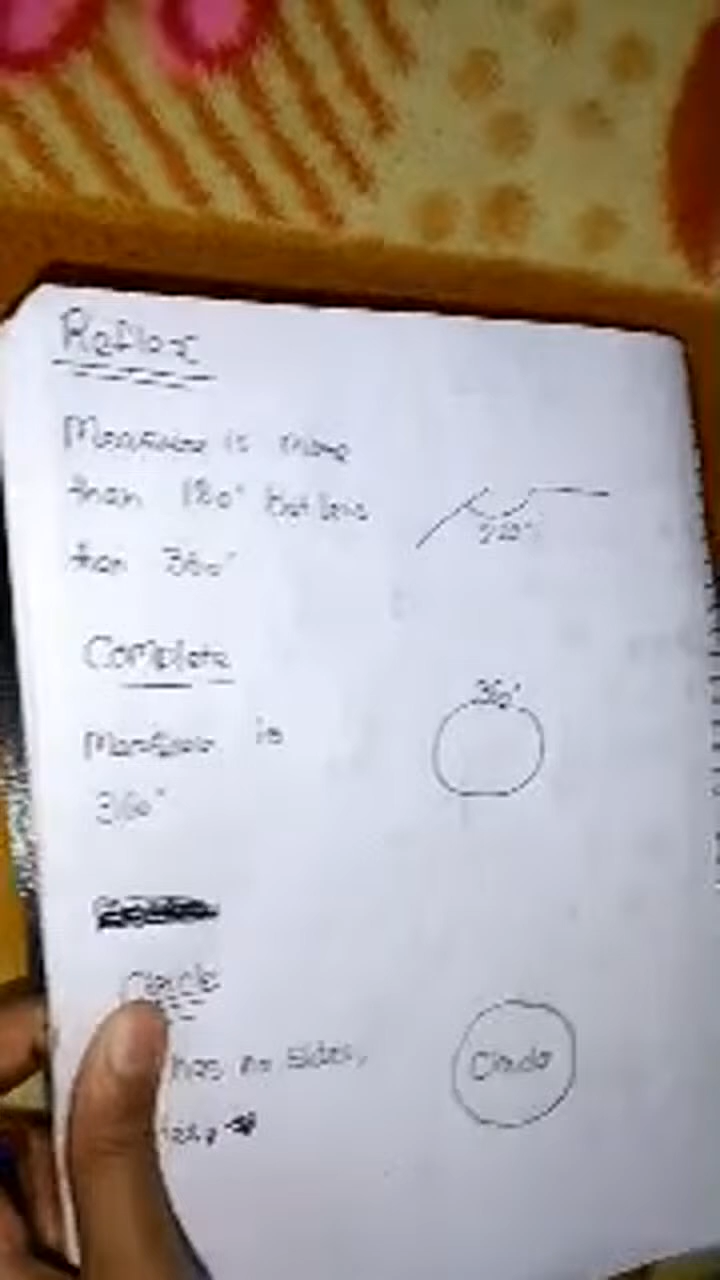 Reflex
Measure is more
than 180° but less
220°
than 360°
Complete
360°
Measure is
360°
Circle
has no sides,
Circle